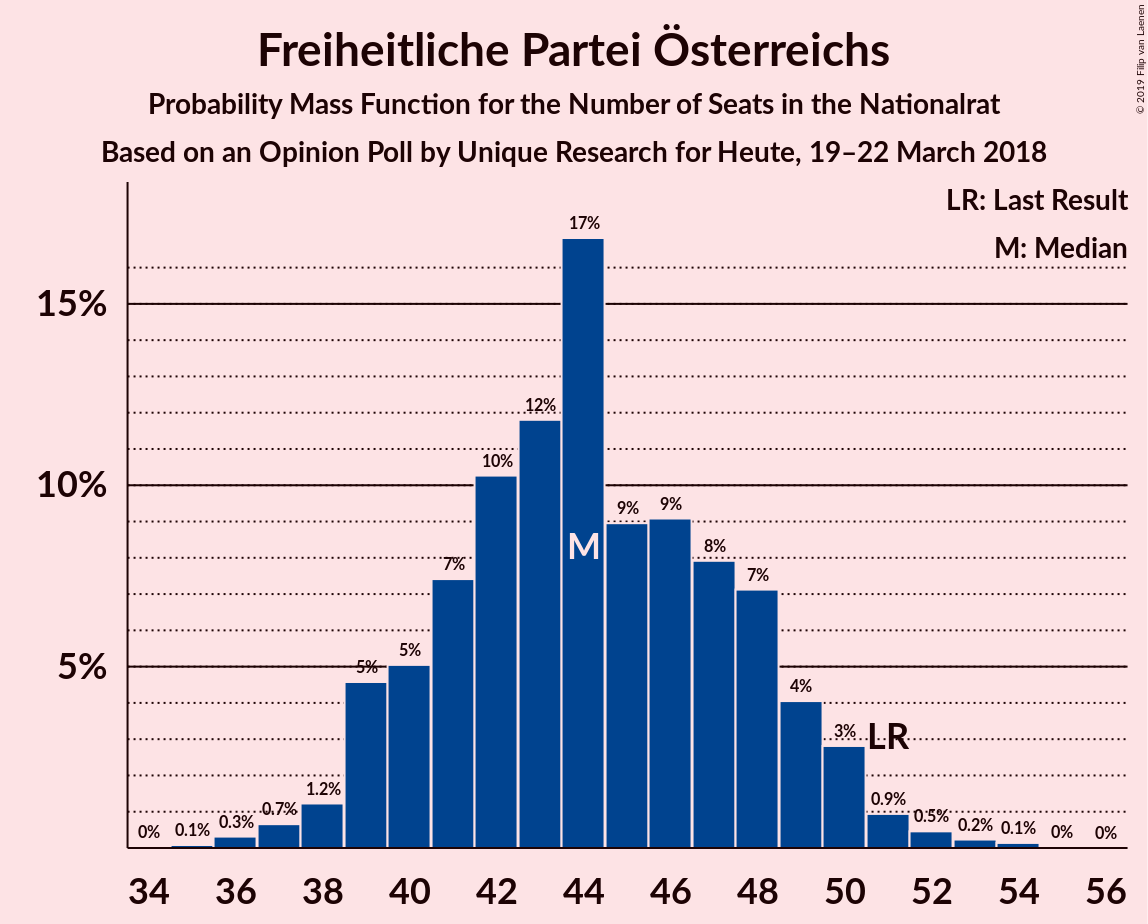 Freiheitliche Partei Österreichs
Probability Mass Function for the Number of Seats in the Nationalrat
Based on an Opinion Poll by Unique Research for Heute, 19–22 March 2018
© 2019 Filip van Laenen
LR: Last Result
M: Median
15%
10%
5%
0%
0.1%
0.3%
0.7%
1.2%
5%
5%
7%
10%
12%
17%
9%
9%
8%
7%
4%
3%
0.9%
0.5%
0.2%
0.1%
0%
0%
M
LR
34 36 38 40 42 44 46 48 50 52 54 56